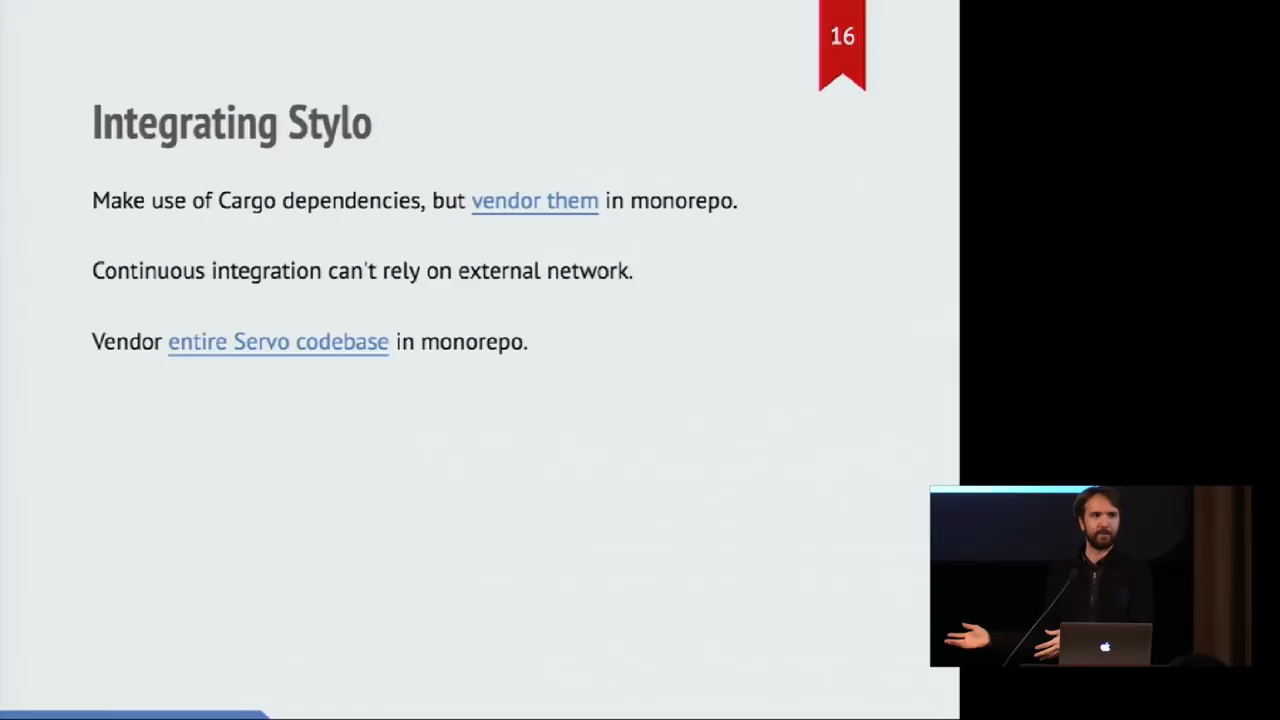 16
Integrating Stylo
Make use of Cargo dependencies, but vendor them in monorepo.
Continuous integration can't rely on external network.
Vendor entire Servo codebase in monorepo.